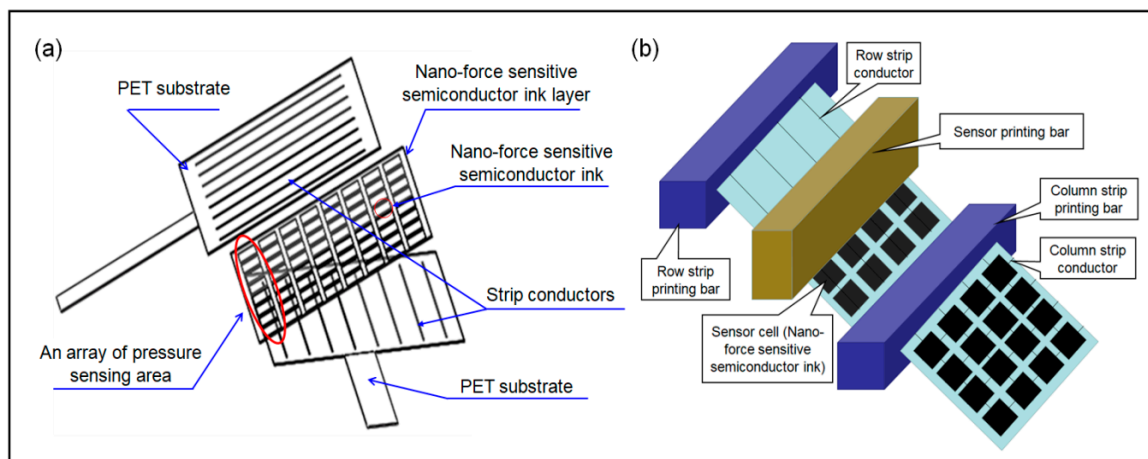 (a)
PET substrate
Nano-force sensitive
semiconductor ink layer
Nano-force sensitive
semiconductor ink
Strip conductors
An array of pressure
sensing area
PET substrate
(b)
Row strip
conductor
Sensor printing bar
Column strip
printing bar
Column strip
conductor
Row strip
printing bar
Sensor cell (Nano-
force sensitive
semiconductor ink)